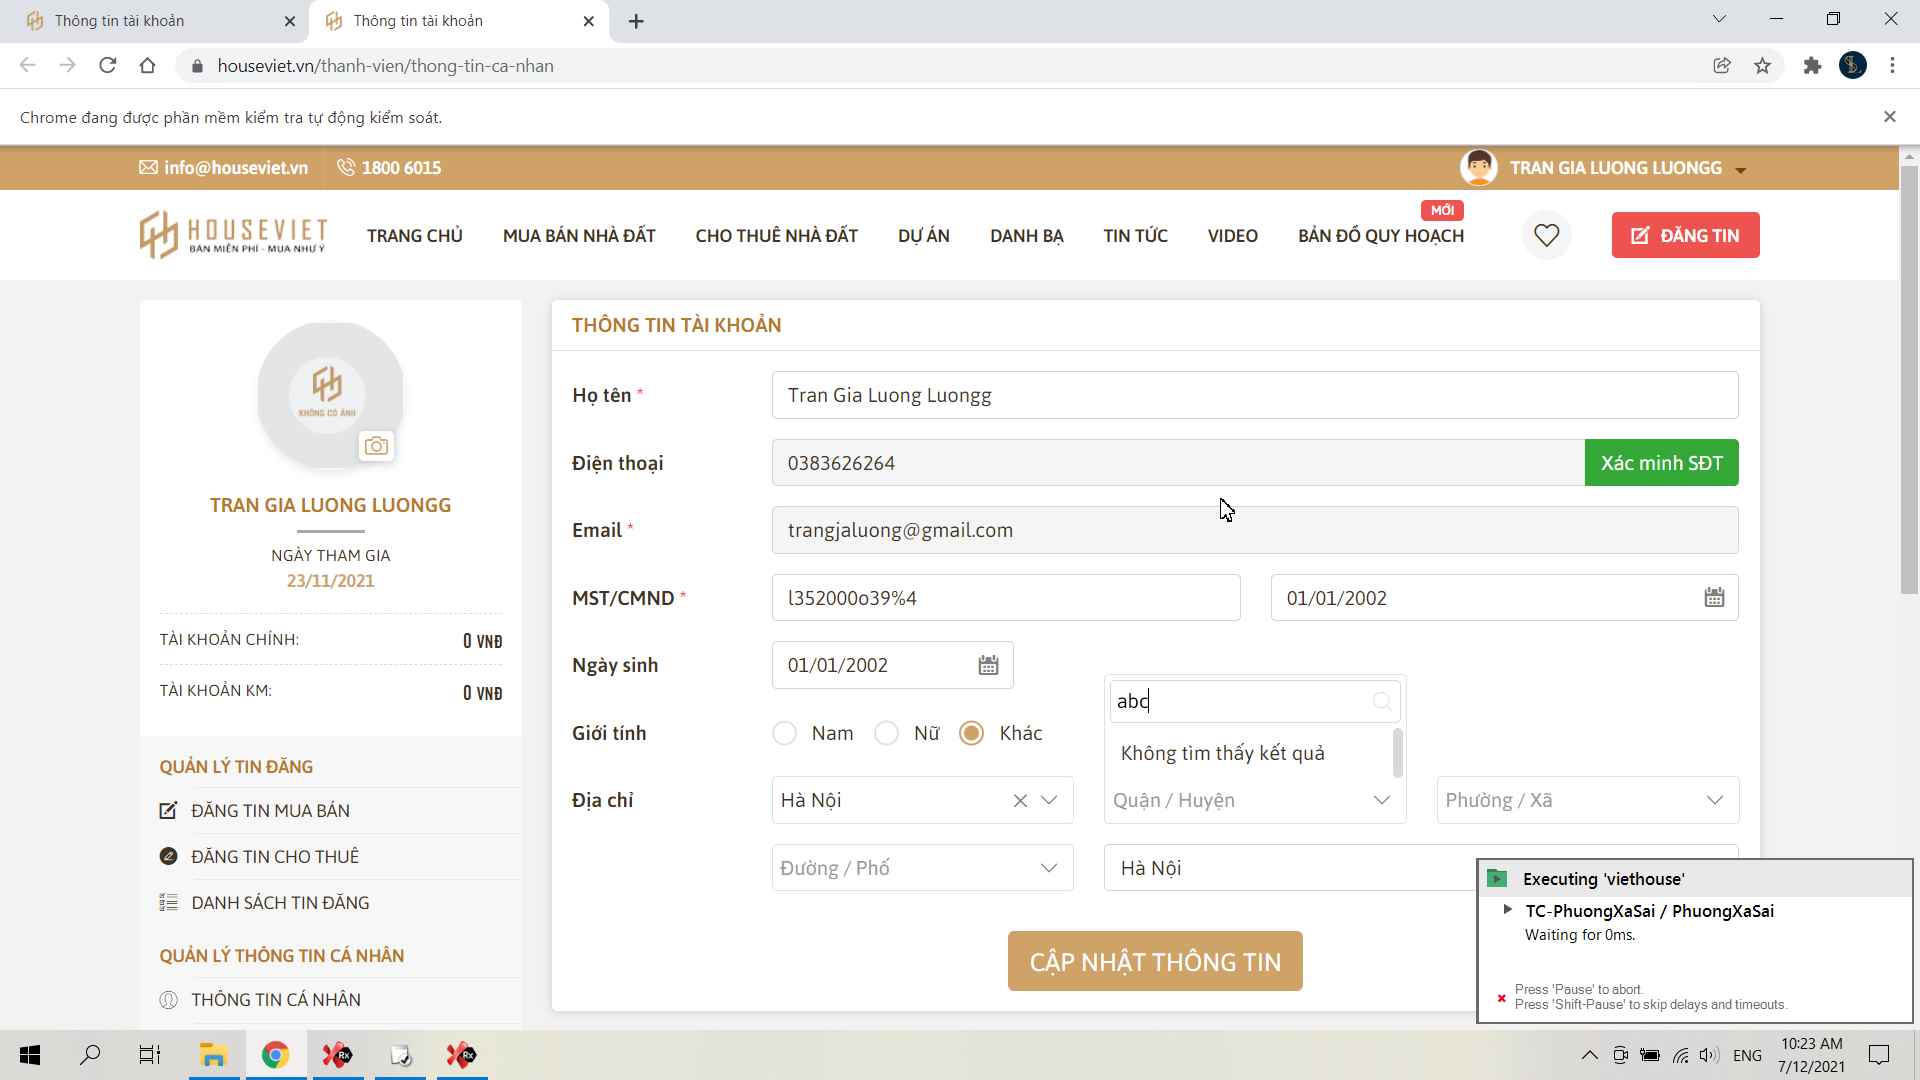 Thông tin tài khoản
Thông tin tài khoản
houseviet.vn/thanh-vien/thong-tin-ca-nhan
Chrome đang được phần mềm kiểm tra tự động kiểm soát.
info@houseviet.vn
1800 6015
TRAN GIA LUONG LUONGG
HOUSEVIET
BÁN MIỄN PHÍ - MUA NHƯ Ý
TRANG CHỦ
MUA BÁN NHÀ ĐẤT
CHO THUÊ NHÀ ĐẤT
DỰ ÁN
DANH BẠ
TIN TỨC
VIDEO
BẢN ĐỒ QUY HOẠCH
MỚI
ĐĂNG TIN
KHÔNG CÓ ẢNH
TRAN GIA LUONG LUONGG
NGÀY THAM GIA
23/11/2021
TÀI KHOẢN CHÍNH: 0 VNĐ
TÀI KHOẢN KM: 0 VNĐ
QUẢN LÝ TIN ĐĂNG
ĐĂNG TIN MUA BÁN
ĐĂNG TIN CHO THUÊ
DANH SÁCH TIN ĐĂNG
QUẢN LÝ THÔNG TIN CÁ NHÂN
THÔNG TIN CÁ NHÂN
THÔNG TIN TÀI KHOẢN
Họ tên * Tran Gia Luong Luongg
Điện thoại 0383626264 Xác minh SĐT
Email * trangjaluong@gmail.com
MST/CMND * l352000o39%4 01/01/2002
Ngày sinh 01/01/2002
abc
Giới tính Nam Nữ Khác
Không tìm thấy kết quả
Địa chỉ Hà Nội Quận / Huyện Phường / Xã
Đường / Phố Hà Nội
CẬP NHẬT THÔNG TIN
Executing 'viethouse'
TC-PhuongXaSai / PhuongXaSai
Waiting for 0ms.
Press 'Pause' to abort.
Press 'Shift-Pause' to skip delays and timeouts.
Rx
Rx
ENG
10:23 AM
7/12/2021